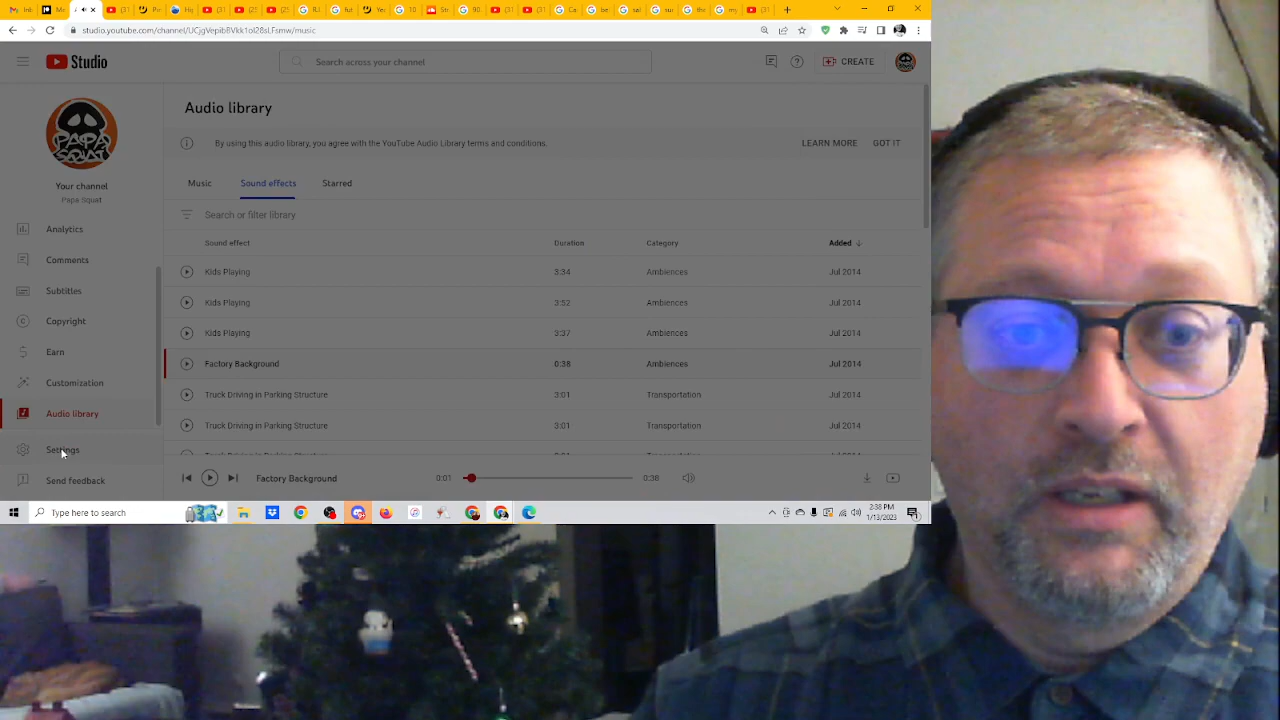 studio.youtube.com/channel/UCjgVepibBVkk1oI28sLFsmw/music
Studio
Search across your channel
CREATE
PAPA
SQUAT
Your channel
Papa Squat
Analytics
Comments
Subtitles
Copyright
Earn
Customization
Audio library
Settings
Send feedback
Audio library
By using this audio library, you agree with the YouTube Audio Library terms and conditions.
LEARN MORE
GOT IT
Music
Sound effects
Starred
Search or filter library
Sound effect Duration Category Added
Kids Playing 3:34 Ambiences Jul 2014
Kids Playing 3:52 Ambiences Jul 2014
Kids Playing 3:37 Ambiences Jul 2014
Factory Background 0:38 Ambiences Jul 2014
Truck Driving in Parking Structure 3:01 Transportation Jul 2014
Truck Driving in Parking Structure 3:01 Transportation Jul 2014
Factory Background 0:01 0:38
Type here to search
2:38 PM
1/13/2023